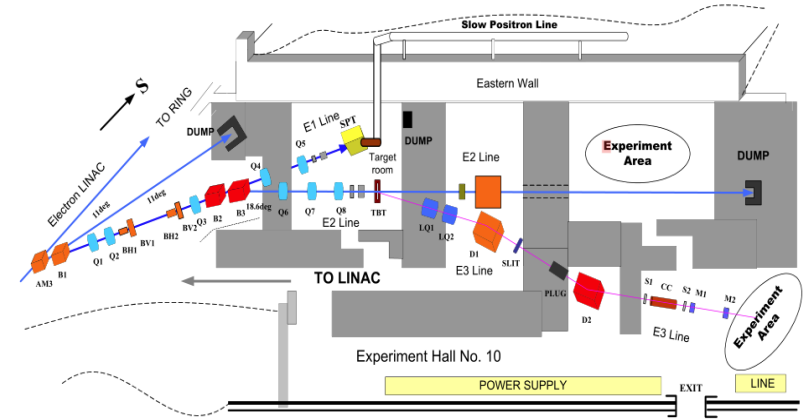 Slow Positron Line
Eastern Wall
S
TO RING
DUMP
E1 Line
SPT
Q5
Target
room
DUMP
E2 Line
Experiment
Area
DUMP
Electron LINAC
11deg
11deg
Q4
18.6deg
Q6
Q7
Q8
TBT
E2 Line
AM3
B1
Q1
Q2
BH1
BV1
BH2
BV2
Q3
B2
B3
LQ1
LQ2
D1
E3 Line
SLIT
PLUG
D2
S1
CC
S2
M1
M2
E3 Line
Experiment
Area
TO LINAC
Experiment Hall No. 10
POWER SUPPLY
EXIT
LINE